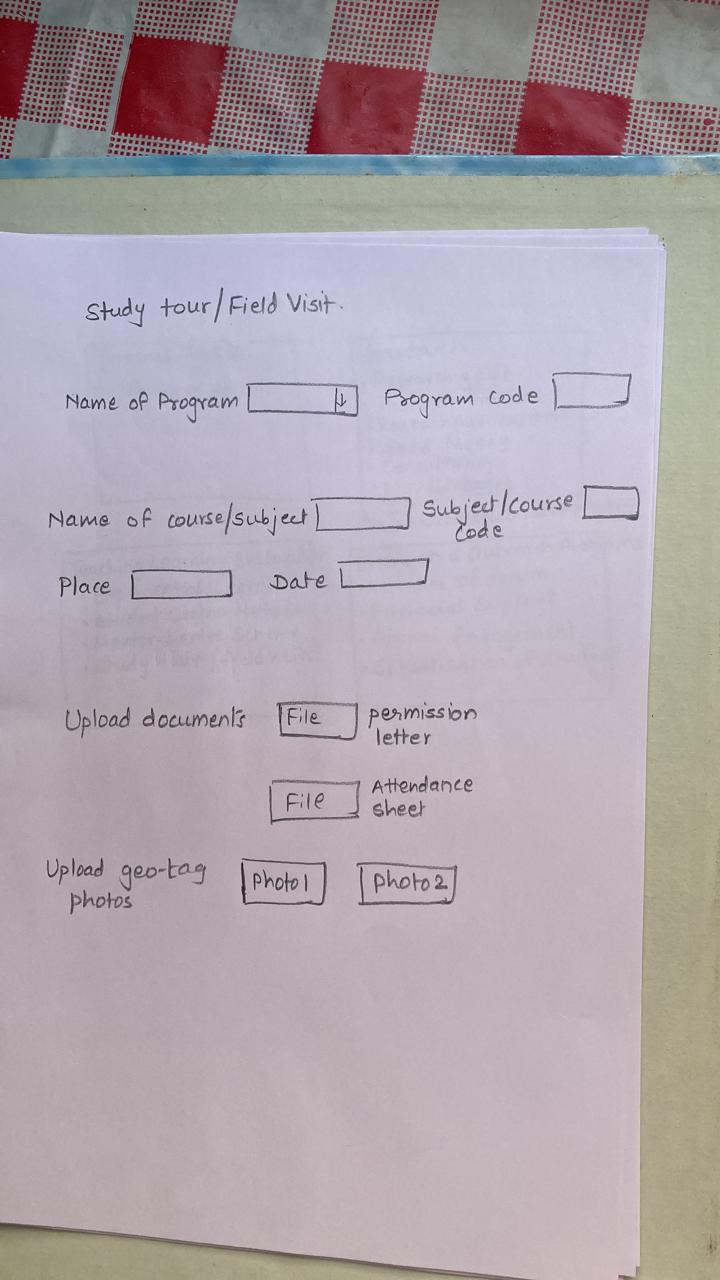 Study tour/Field Visit.
Name of Program Program code
Name of course/subject Subject/course code
Place Date
Upload documents File permission letter
File Attendance sheet
Upload geo-tag photos Photo1 Photo2